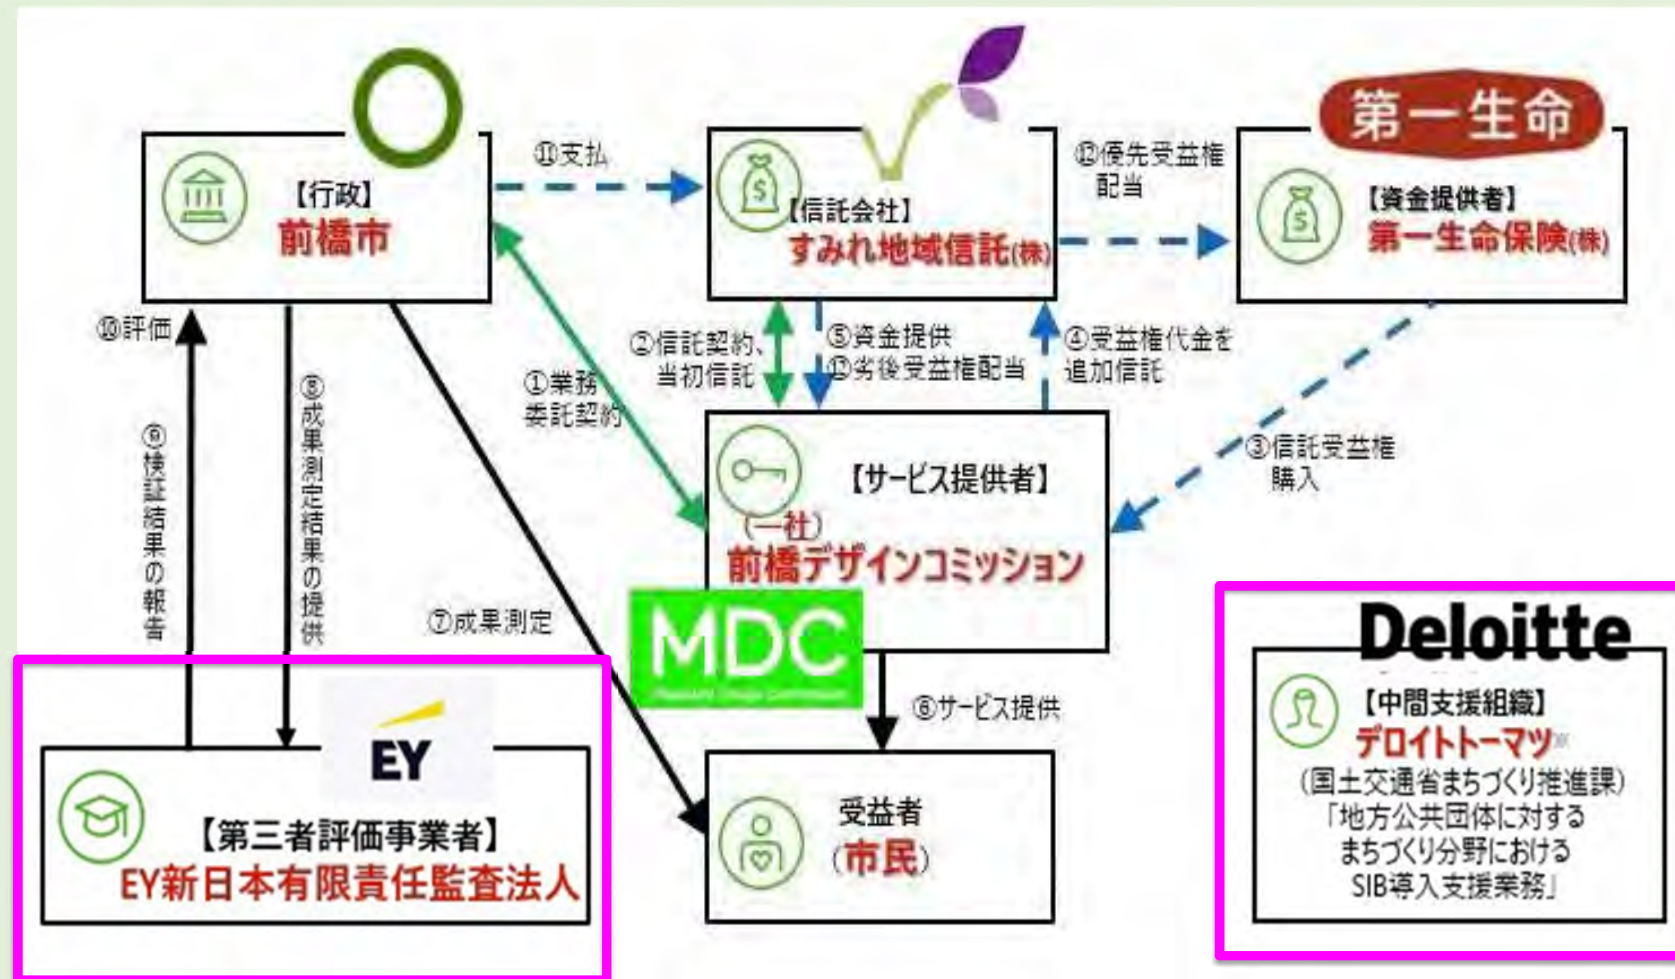 ⑪支払
【行政】
前橋市
【信託会社】
すみれ地域信託(株)
⑫優先受益権
配当
第一生命
【資金提供者】
第一生命保険(株)
⑩評価
⑨検証結果の報告
⑧成果測定結果の提供
①業務
委託契約
②信託契約、
当初信託
⑤資金提供
⑫劣後受益権配当
④受益権代金を
追加信託
③信託受益権
購入
【サービス提供者】
(一社)
前橋デザインコミッション
MDC
⑦成果測定
⑥サービス提供
EY
【第三者評価事業者】
EY新日本有限責任監査法人
受益者
(市民)
Deloitte
【中間支援組織】
デロイトトーマツ※
(国土交通省まちづくり推進課)
「地方公共団体に対する
まちづくり分野における
SIB導入支援業務」